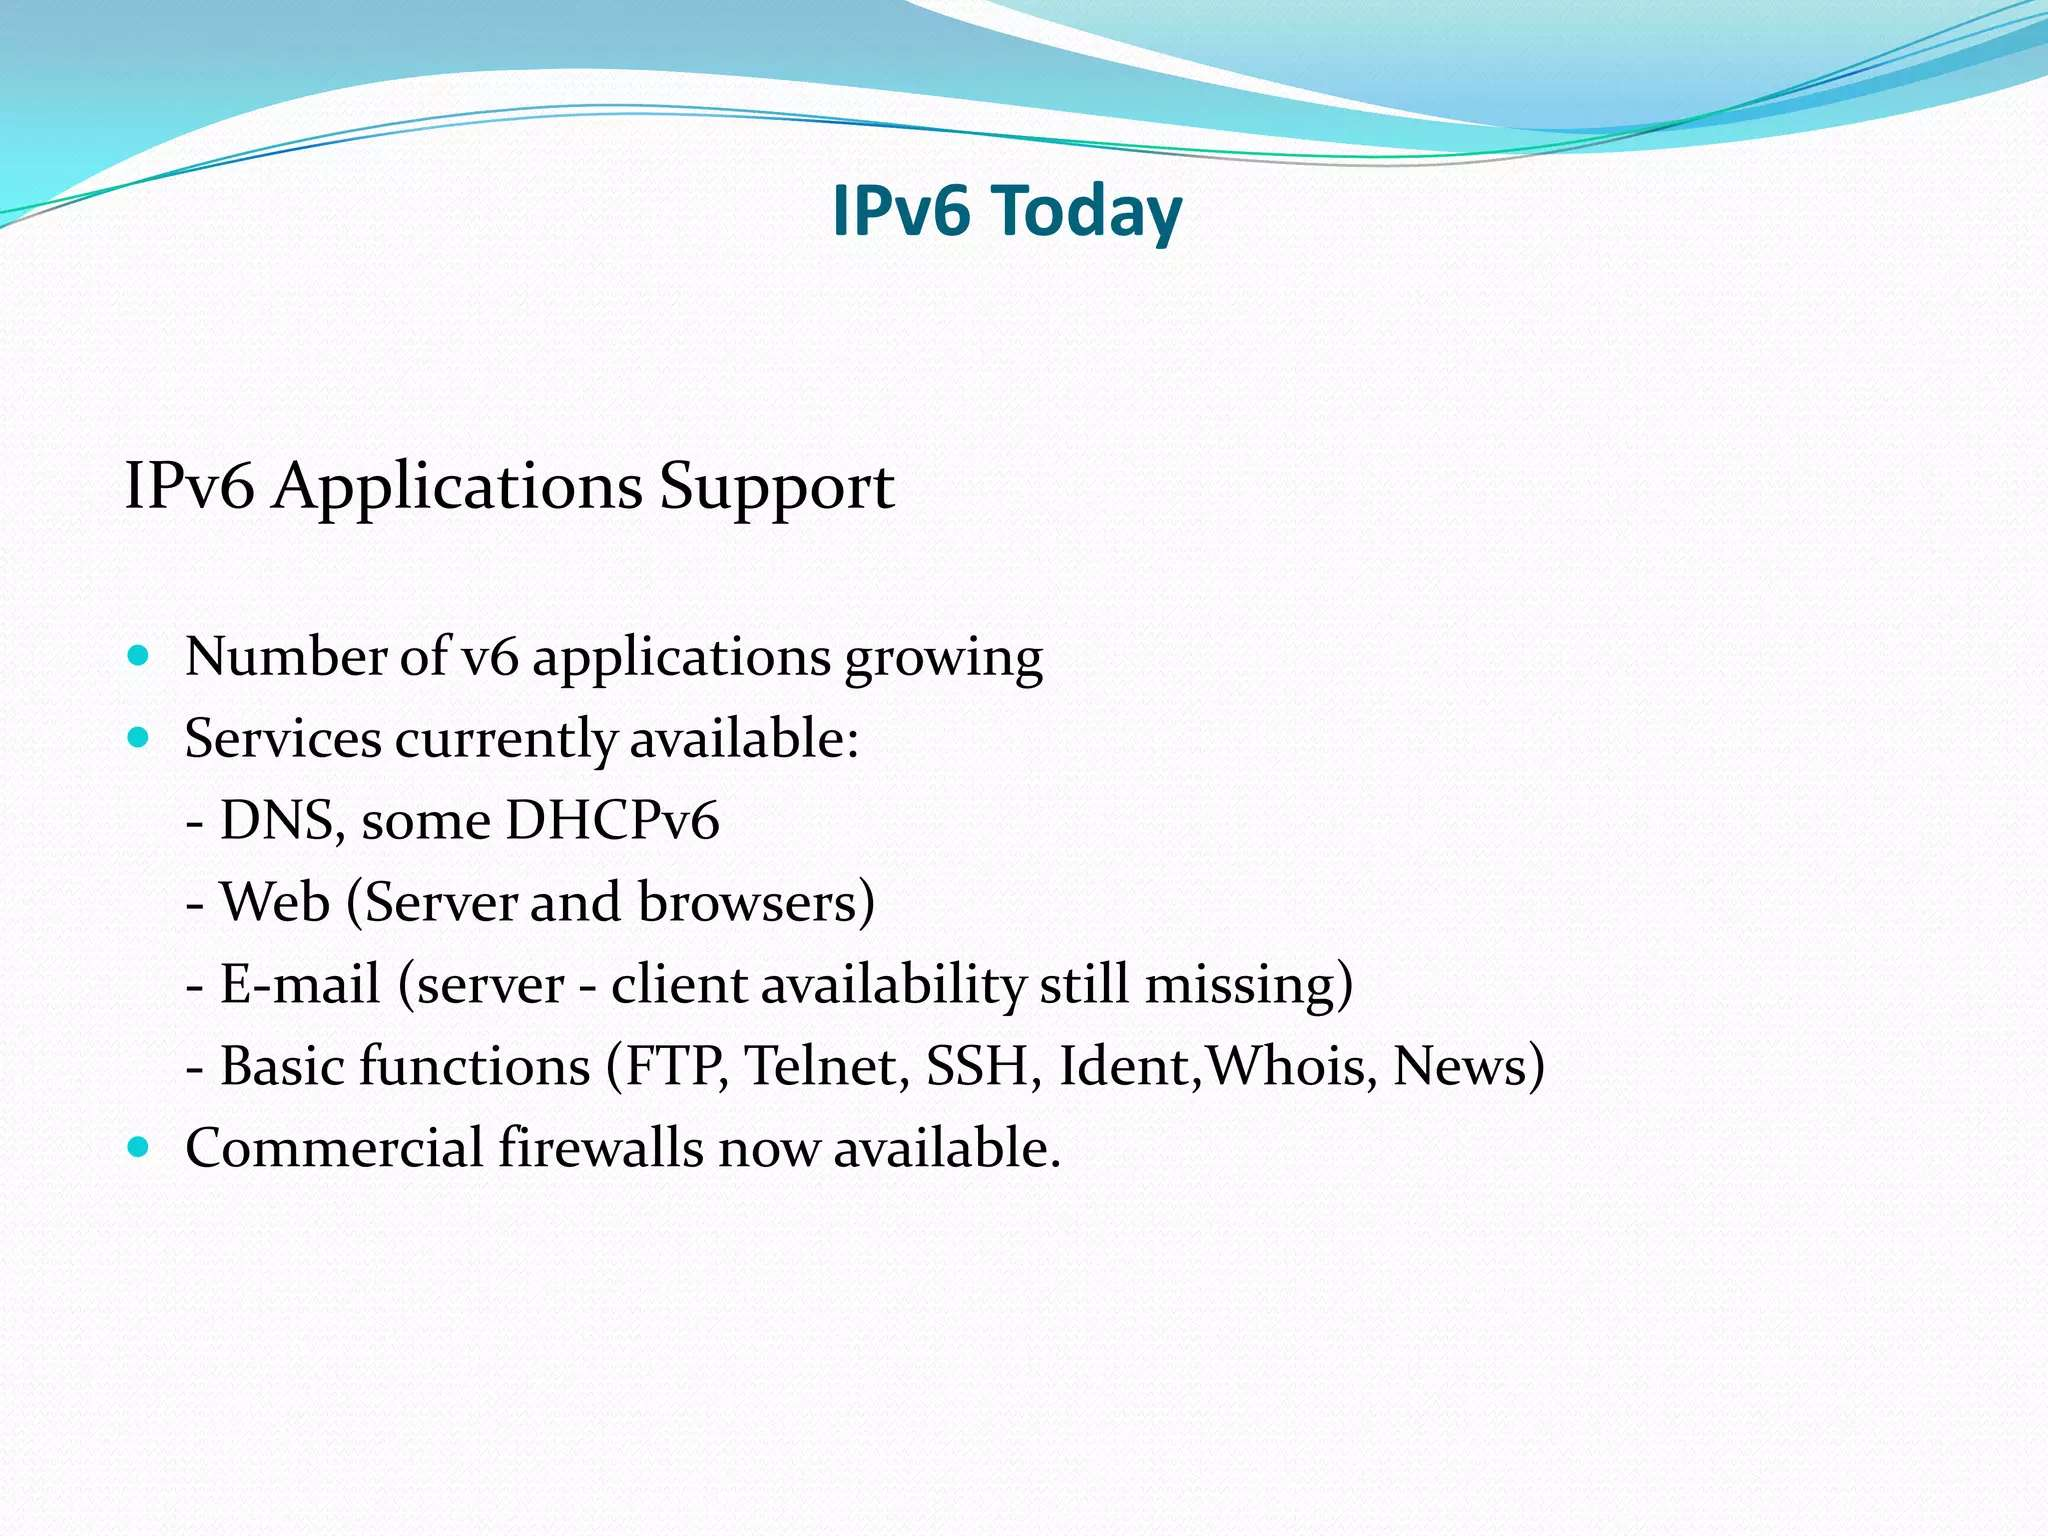 IPv6 Today
IPv6 Applications Support
• Number of v6 applications growing
• Services currently available:
- DNS, some DHCPv6
- Web (Server and browsers)
- E-mail (server - client availability still missing)
- Basic functions (FTP, Telnet, SSH, Ident,Whois, News)
• Commercial firewalls now available.